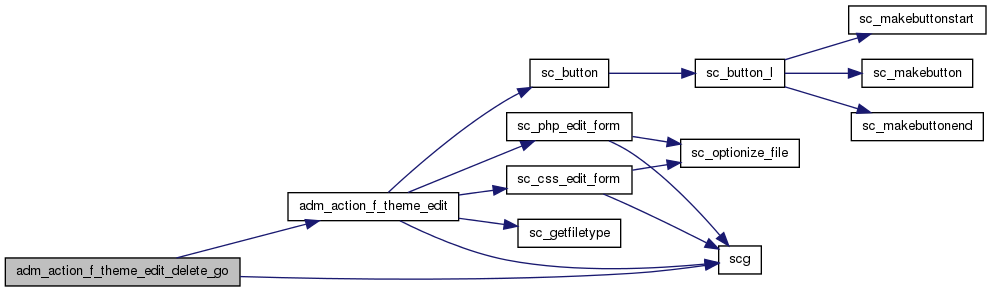 sc_makebuttonstart
sc_button
sc_button_l
sc_makebutton
sc_php_edit_form
sc_makebuttonend
sc_optionize_file
sc_css_edit_form
adm_action_f_theme_edit
sc_getfiletype
scg
adm_action_f_theme_edit_delete_go